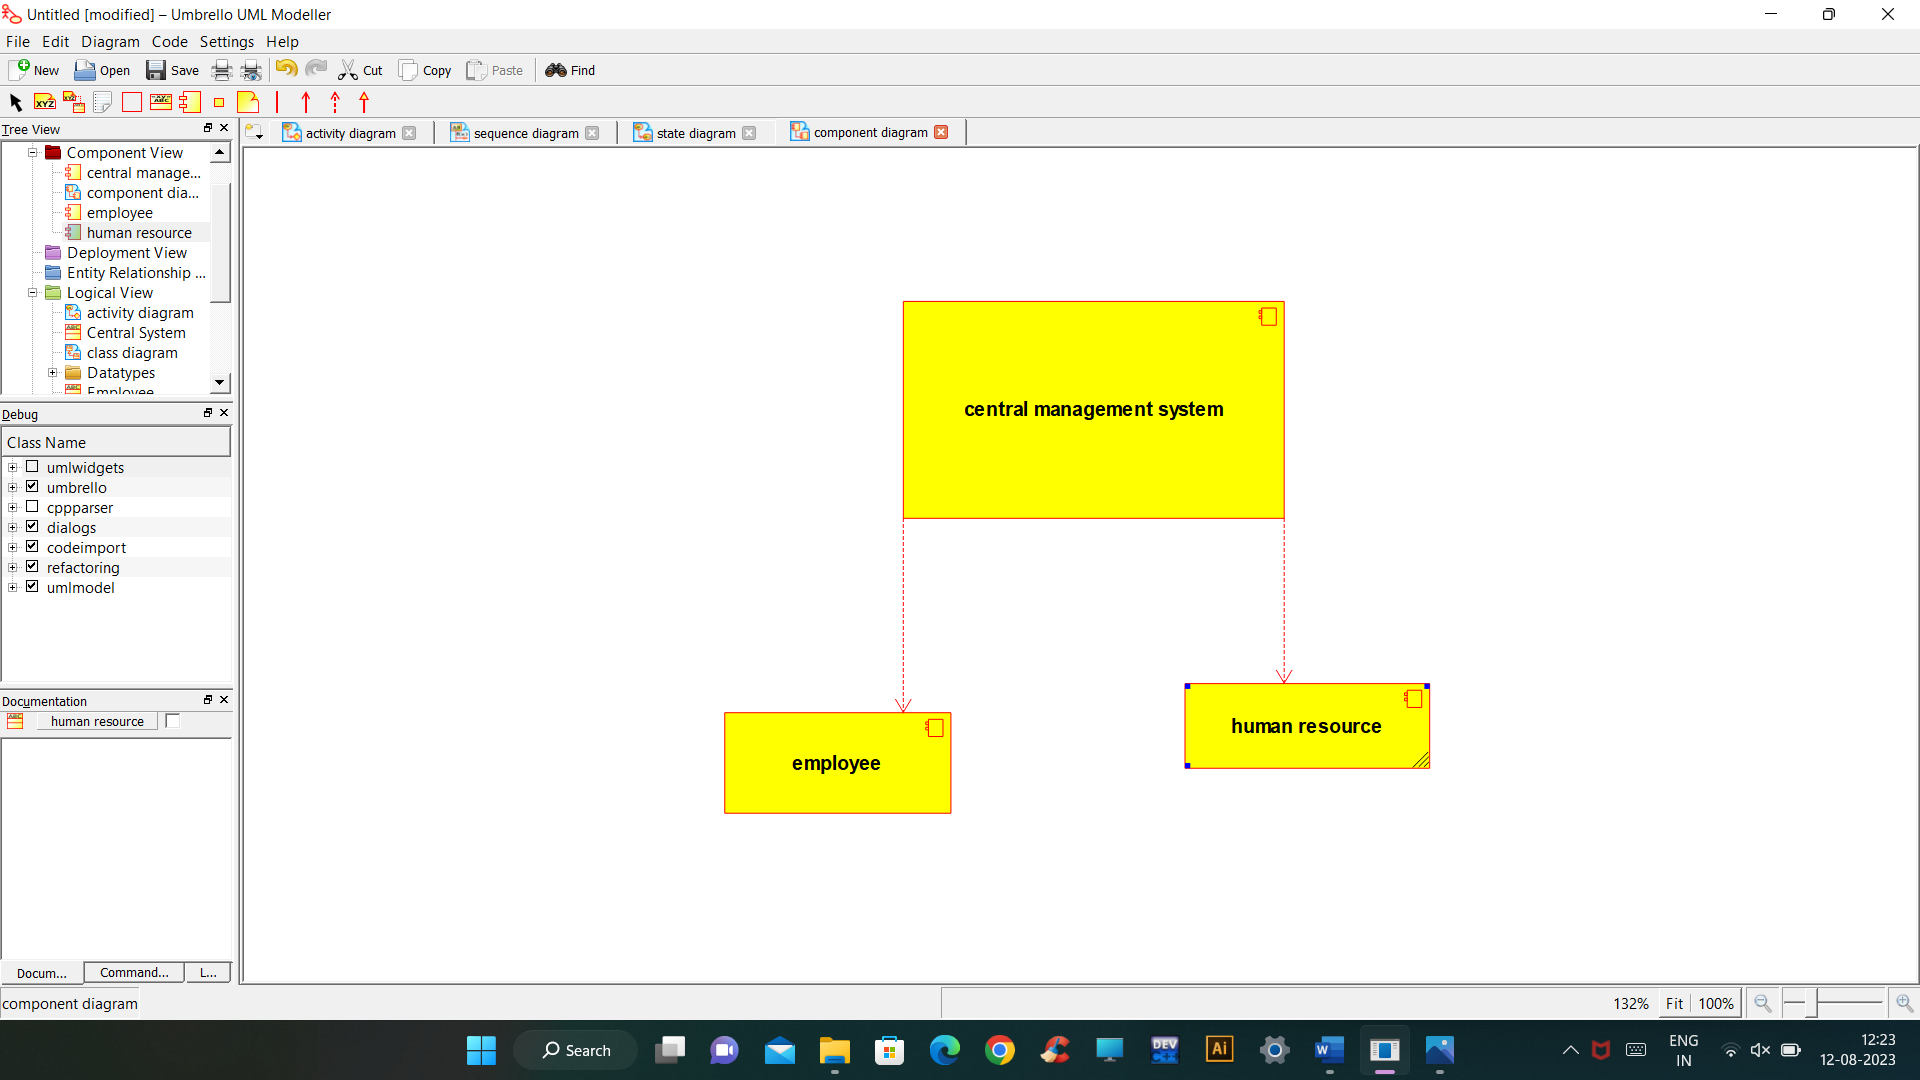 Untitled [modified] – Umbrello UML Modeller
File Edit Diagram Code Settings Help
New Open Save Cut Copy Paste Find
XYZ
Tree View
activity diagram sequence diagram state diagram component diagram
Component View
central manage...
component dia...
employee
human resource
Deployment View
Entity Relationship ...
Logical View
activity diagram
Central System
class diagram
Datatypes
Employee
Debug
Class Name
umlwidgets
umbrello
cppparser
dialogs
codeimport
refactoring
umlmodel
Documentation
human resource
Docum... Command... L...
central management system
employee
human resource
component diagram
132% Fit 100%
Search
DEV C++
Ai
W
ENG
IN
12:23
12-08-2023